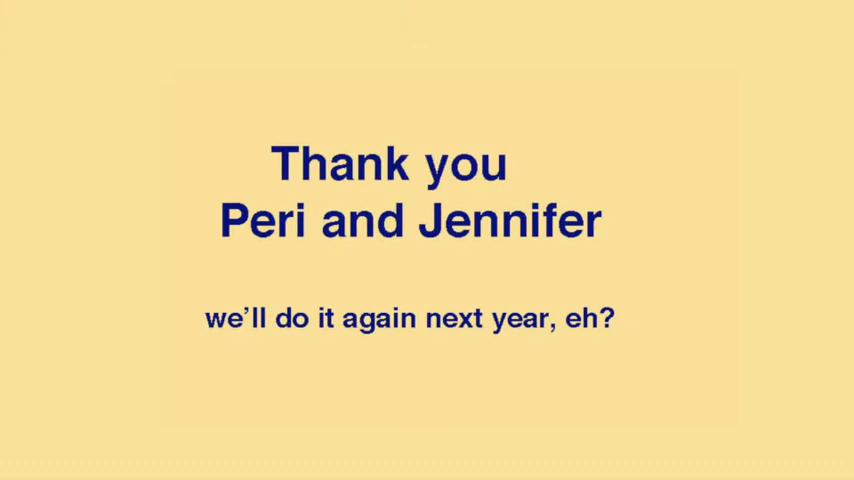 Thank you
Peri and Jennifer
we’ll do it again next year, eh?